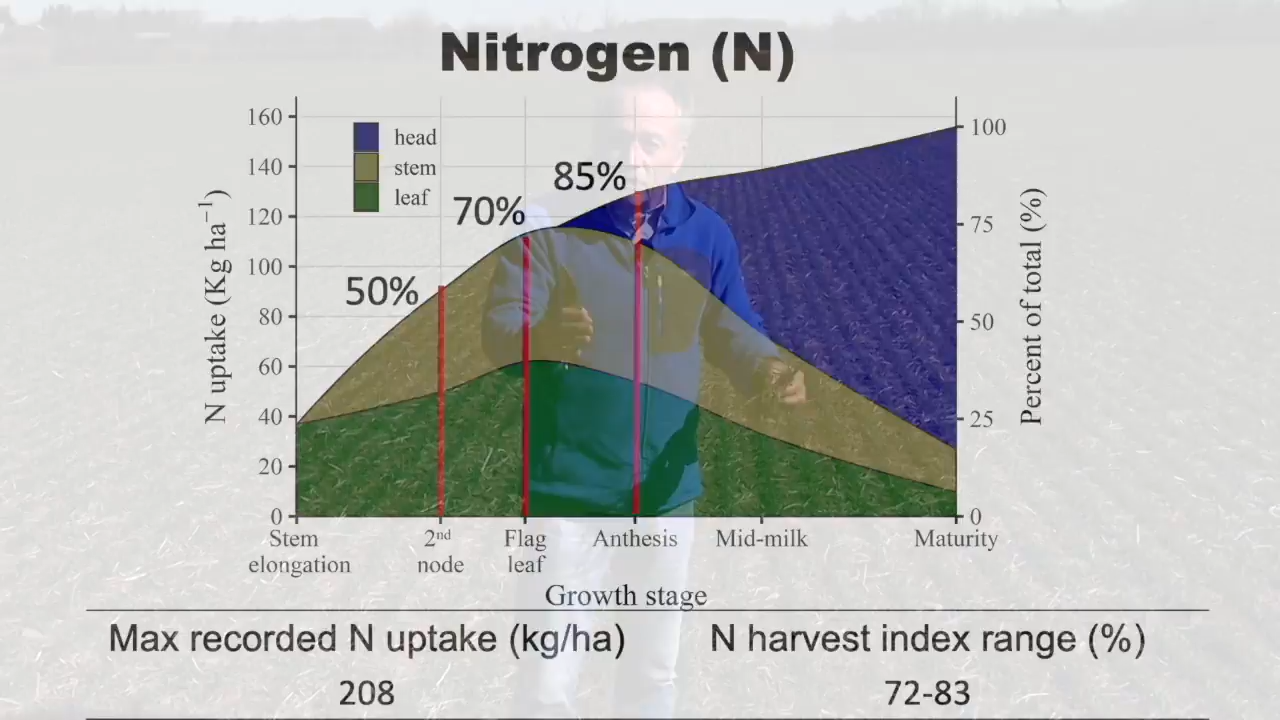 Nitrogen (N)
160
140
120
100
80
60
40
20
0
N uptake (Kg ha⁻¹)
head
stem
leaf
50%
70%
85%
100
75
50
25
0
Percent of total (%)
Stem elongation
2ⁿᵈ node
Flag leaf
Anthesis
Mid-milk
Maturity
Growth stage
Max recorded N uptake (kg/ha) N harvest index range (%)
208 72-83